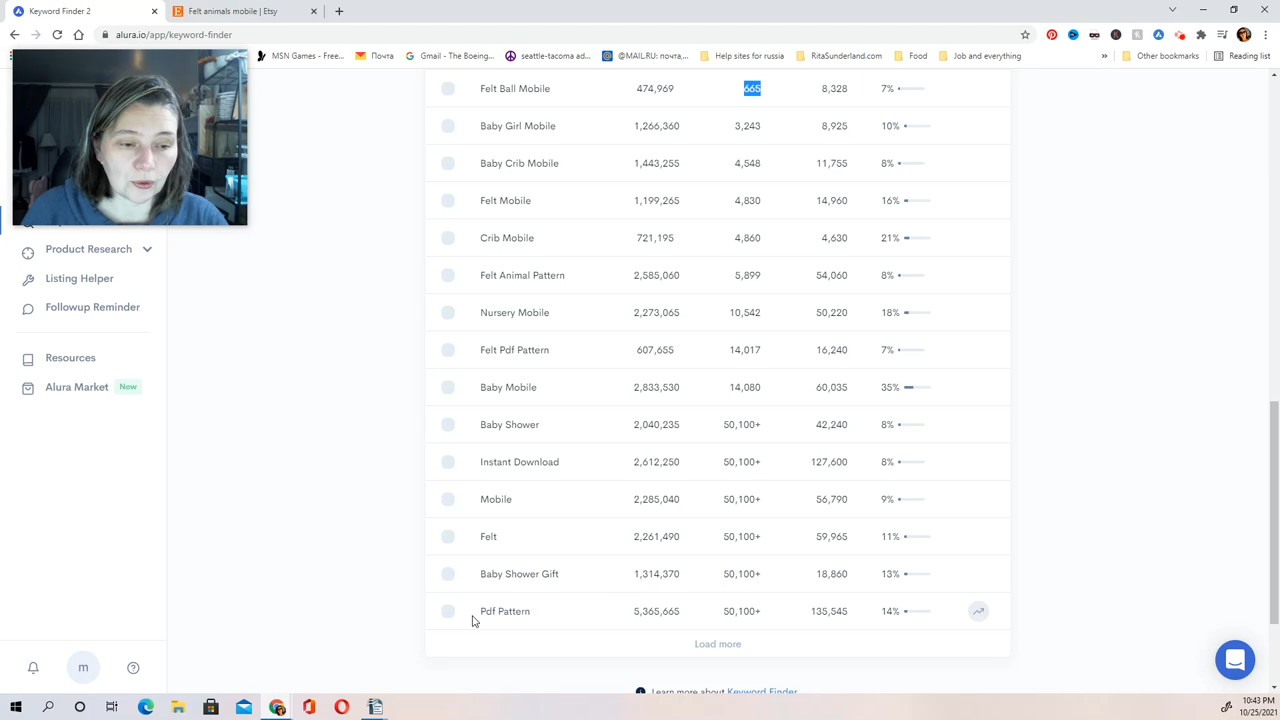 Keyword Finder 2
Felt animals mobile | Etsy
alura.io/app/keyword-finder
MSN - Free...
Почта
Gmail - The Boeing...
seattle-tacoma ad...
@MAIL.RU: почта,...
Help sites for russia
RitaSunderland.com
Food
Job and everything
»
Other bookmarks
Reading list
Product Research
Listing Helper
Followup Reminder
Resources
Alura Market New
m
Felt Ball Mobile 474,969 665 8,328 7%
Baby Girl Mobile 1,266,360 3,243 8,925 10%
Baby Crib Mobile 1,443,255 4,548 11,755 8%
Felt Mobile 1,199,265 4,830 14,960 16%
Crib Mobile 721,195 4,860 4,630 21%
Felt Animal Pattern 2,585,060 5,899 54,060 8%
Nursery Mobile 2,273,065 10,542 50,220 18%
Felt Pdf Pattern 607,655 14,017 16,240 7%
Baby Mobile 2,833,530 14,080 60,035 35%
Baby Shower 2,040,235 50,100+ 42,240 8%
Instant Download 2,612,250 50,100+ 127,600 8%
Mobile 2,285,040 50,100+ 56,790 9%
Felt 2,261,490 50,100+ 59,965 11%
Baby Shower Gift 1,314,370 50,100+ 18,860 13%
Pdf Pattern 5,365,665 50,100+ 135,545 14%
Load more
Learn more about Keyword Finder
10:43 PM
10/25/2021